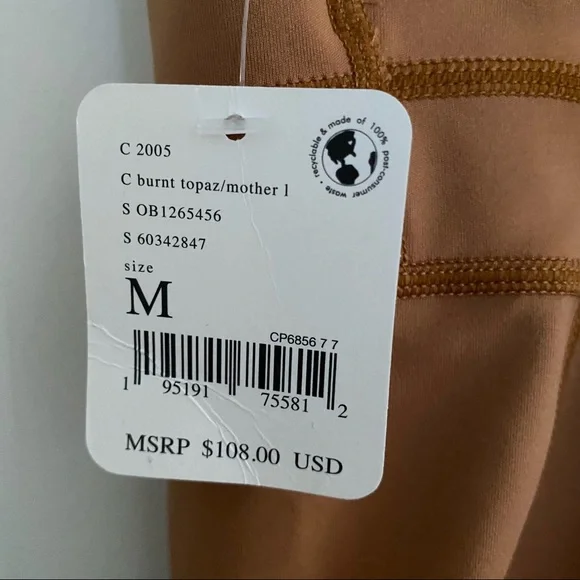 recyclable & made of 100% post-consumer waste •
C 2005
C burnt topaz/mother l
S OB1265456
S 60342847
size
M
CP6856 7 7
1 95191 75581 2
MSRP $108.00 USD